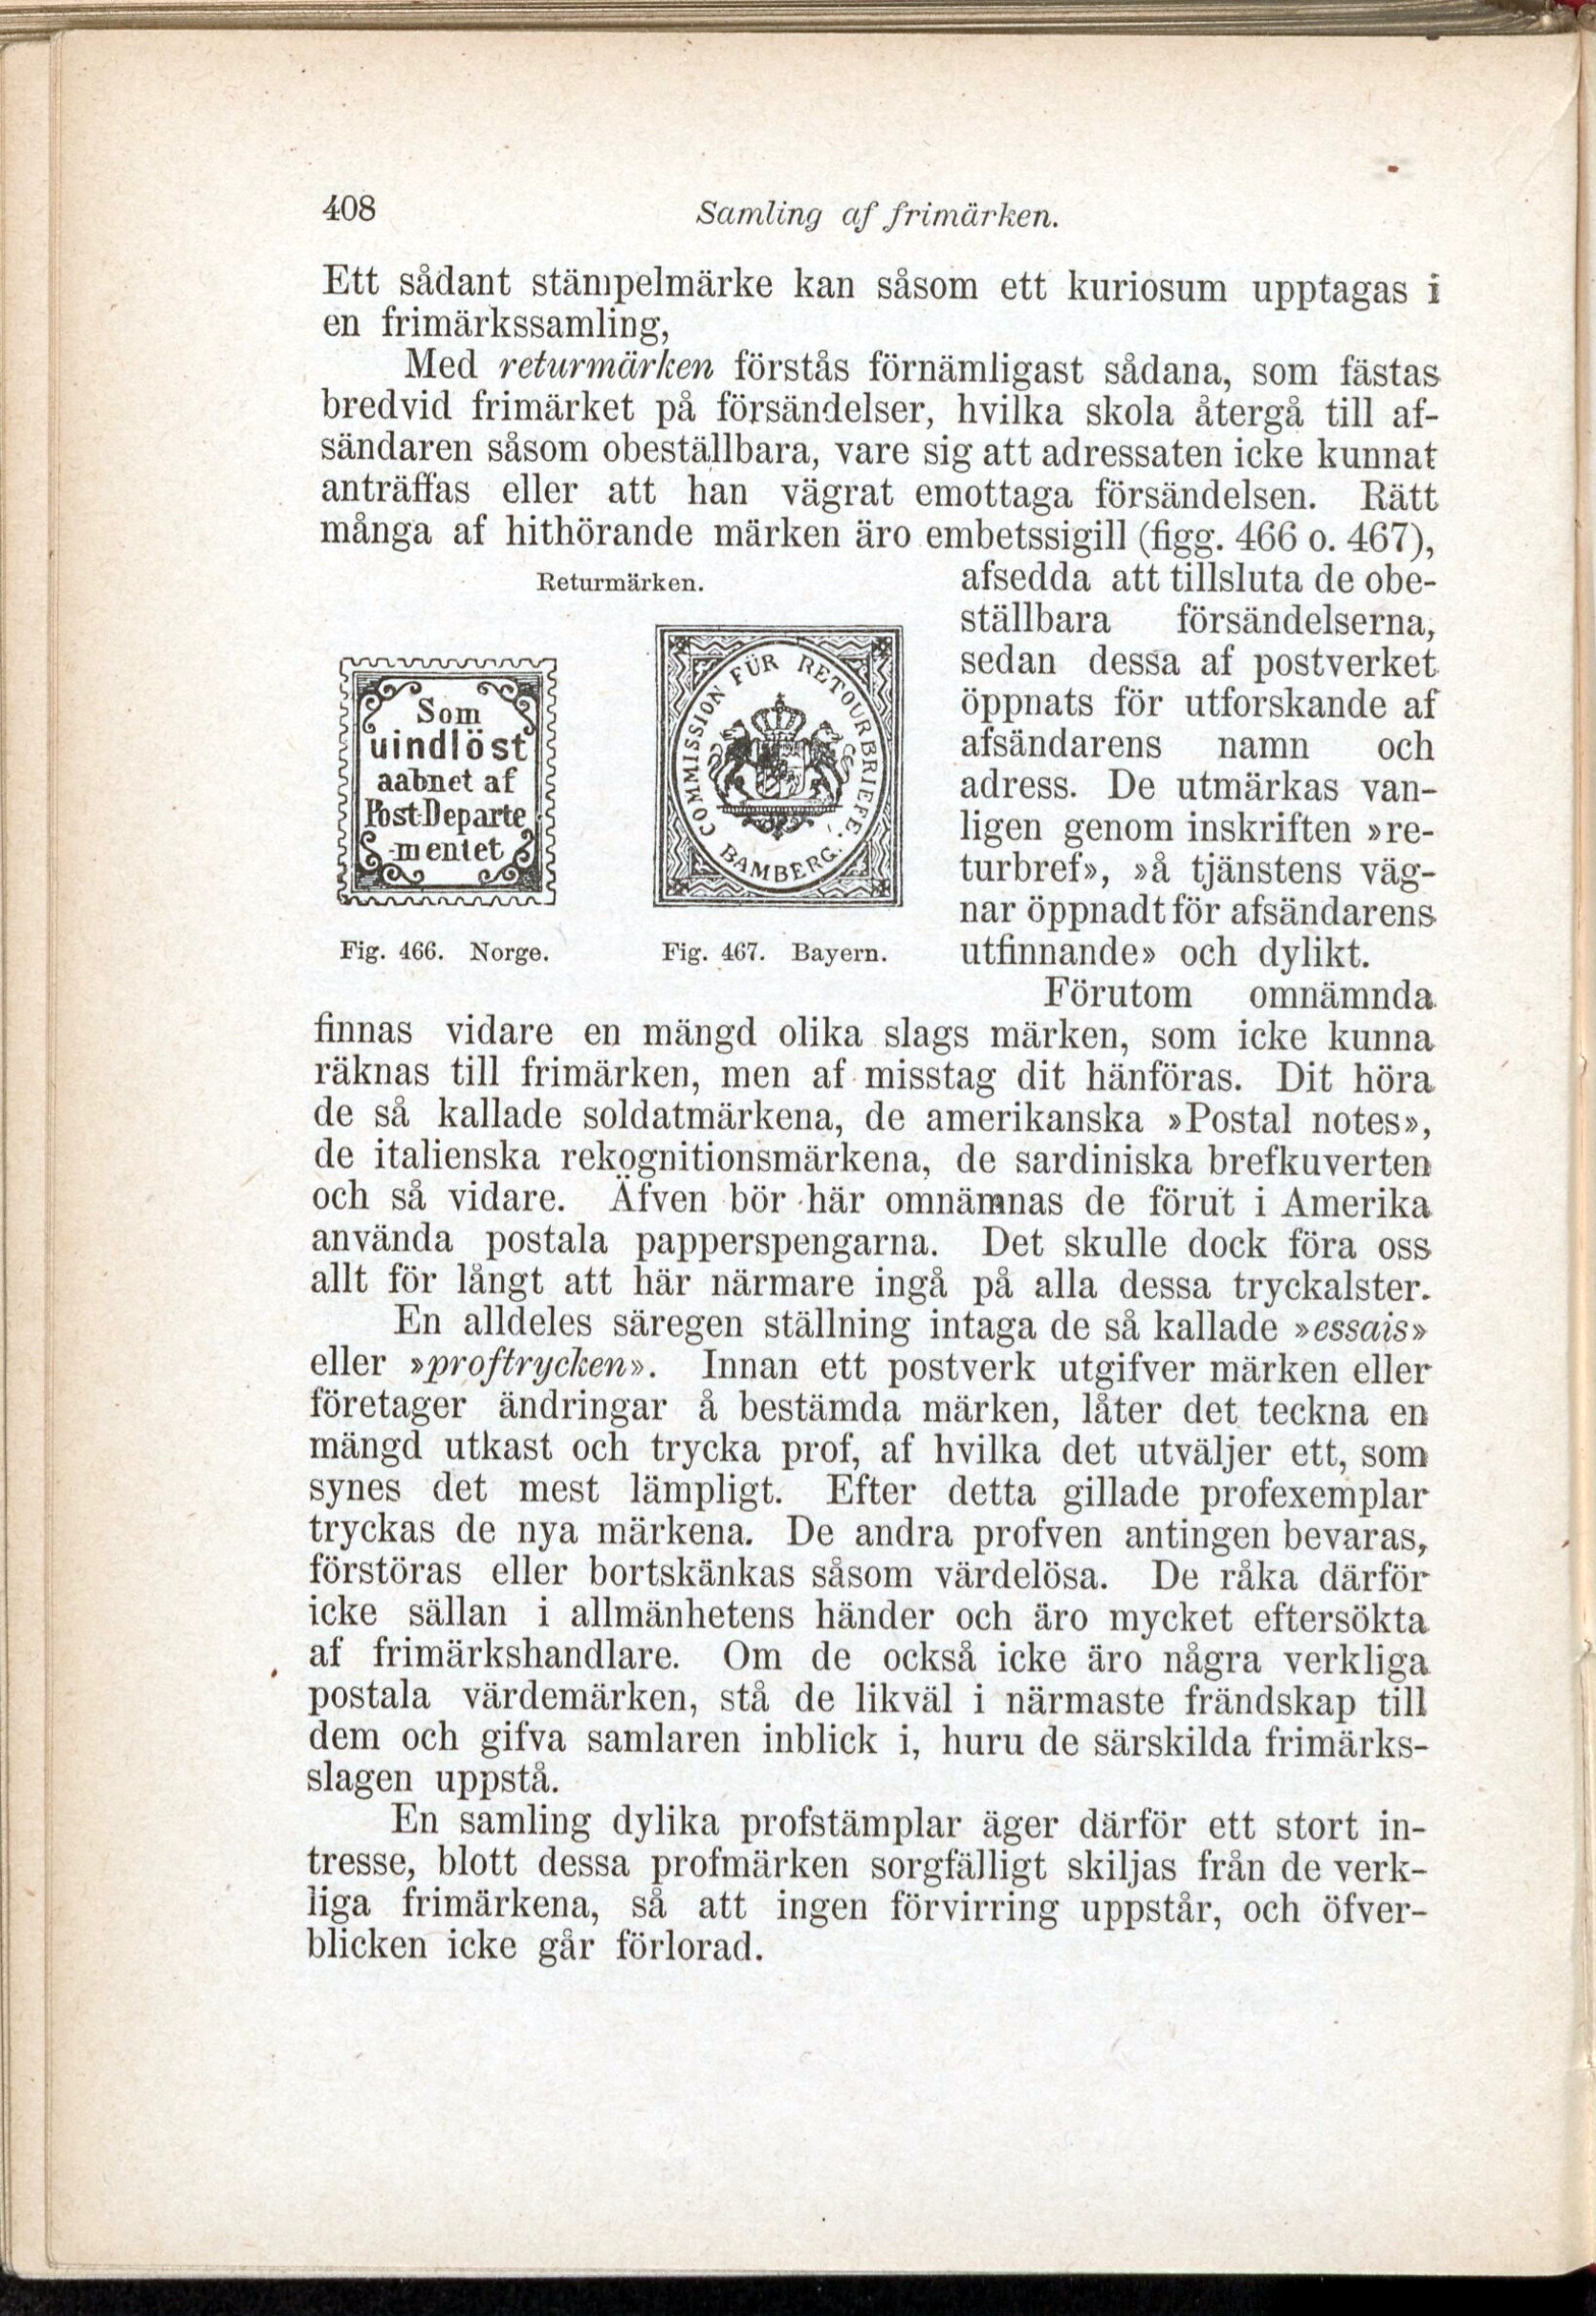 408
Samling af frimärken.
Ett sådant stämpelmärke kan såsom ett kuriosum upptagas i
en frimärkssamling,
Med returmärken förstås förnämligast sådana, som fästas
bredvid frimärket på försändelser, hvilka skola återgå till af-
sändaren såsom obeställbara, vare sig att adressaten icke kunnat
anträffas eller att han vägrat emottaga försändelsen. Rätt
många af hithörande märken äro embetssigill (figg. 466 o. 467),
Returmärken.
Som
uindlöst
aabnet af
Post-Departe
-mentet
COMMISSION FÜR RETOURBRIEFE.
BAMBERG.
Fig. 466. Norge.
Fig. 467. Bayern.
afsedda att tillsluta de obe-
ställbara försändelserna,
sedan dessa af postverket
öppnats för utforskande af
afsändarens namn och
adress. De utmärkas van-
ligen genom inskriften »re-
turbref», »å tjänstens väg-
nar öppnadt för afsändarens
utfinnande» och dylikt.
Förutom omnämnda
finnas vidare en mängd olika slags märken, som icke kunna
räknas till frimärken, men af misstag dit hänföras. Dit höra
de så kallade soldatmärkena, de amerikanska »Postal notes»,
de italienska rekognitionsmärkena, de sardiniska brefkuverten
och så vidare. Äfven bör här omnämnas de förut i Amerika
använda postala papperspengarna. Det skulle dock föra oss
allt för långt att här närmare ingå på alla dessa tryckalster.
En alldeles säregen ställning intaga de så kallade »essais»
eller »proftrycken». Innan ett postverk utgifver märken eller
företager ändringar å bestämda märken, låter det teckna en
mängd utkast och trycka prof, af hvilka det utväljer ett, som
synes det mest lämpligt. Efter detta gillade profexemplar
tryckas de nya märkena. De andra profven antingen bevaras,
förstöras eller bortskänkas såsom värdelösa. De råka därför
icke sällan i allmänhetens händer och äro mycket eftersökta
af frimärkshandlare. Om de också icke äro några verkliga
postala värdemärken, stå de likväl i närmaste frändskap till
dem och gifva samlaren inblick i, huru de särskilda frimärks-
slagen uppstå.
En samling dylika profstämplar äger därför ett stort in-
tresse, blott dessa profmärken sorgfälligt skiljas från de verk-
liga frimärkena, så att ingen förvirring uppstår, och öfver-
blicken icke går förlorad.